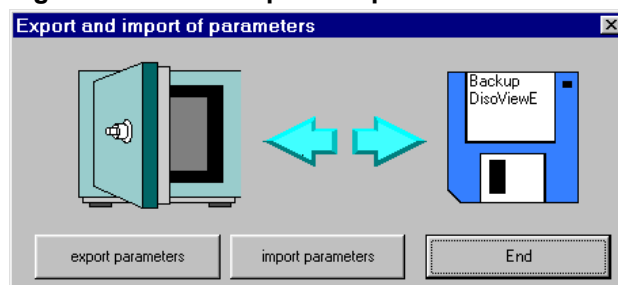 Export and import of parameters
Backup
DisoViewE
export parameters
import parameters
End